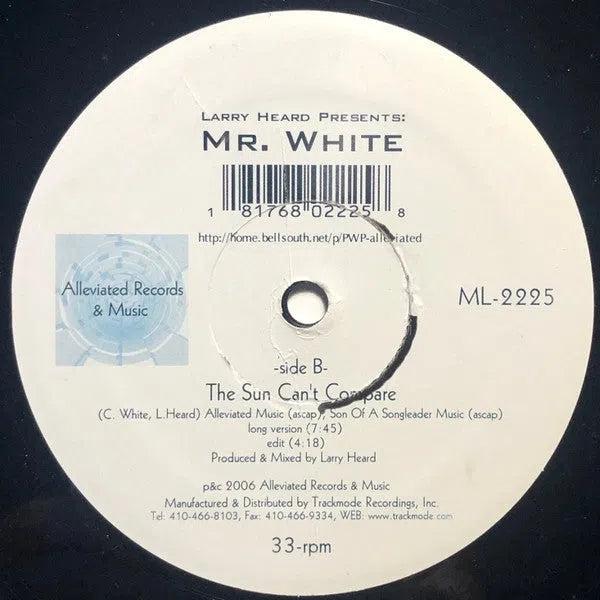 Larry Heard Presents:
Mr. White
1 81768 02225 8
http://home.bellsouth.net/p/PWP-alleviated
Alleviated Records
& Music
ML-2225
-side B-
The Sun Can't Compare
(C. White, L.Heard) Alleviated Music (ascap), Son Of A Songleader Music (ascap)
long version (7:45)
edit (4:18)
Produced & Mixed by Larry Heard
p&c 2006 Alleviated Records & Music
Manufactured & Distributed by Trackmode Recordings, Inc.
Tel: 410-466-8103, Fax: 410-466-9334, WEB: www.trackmode.com
33-rpm